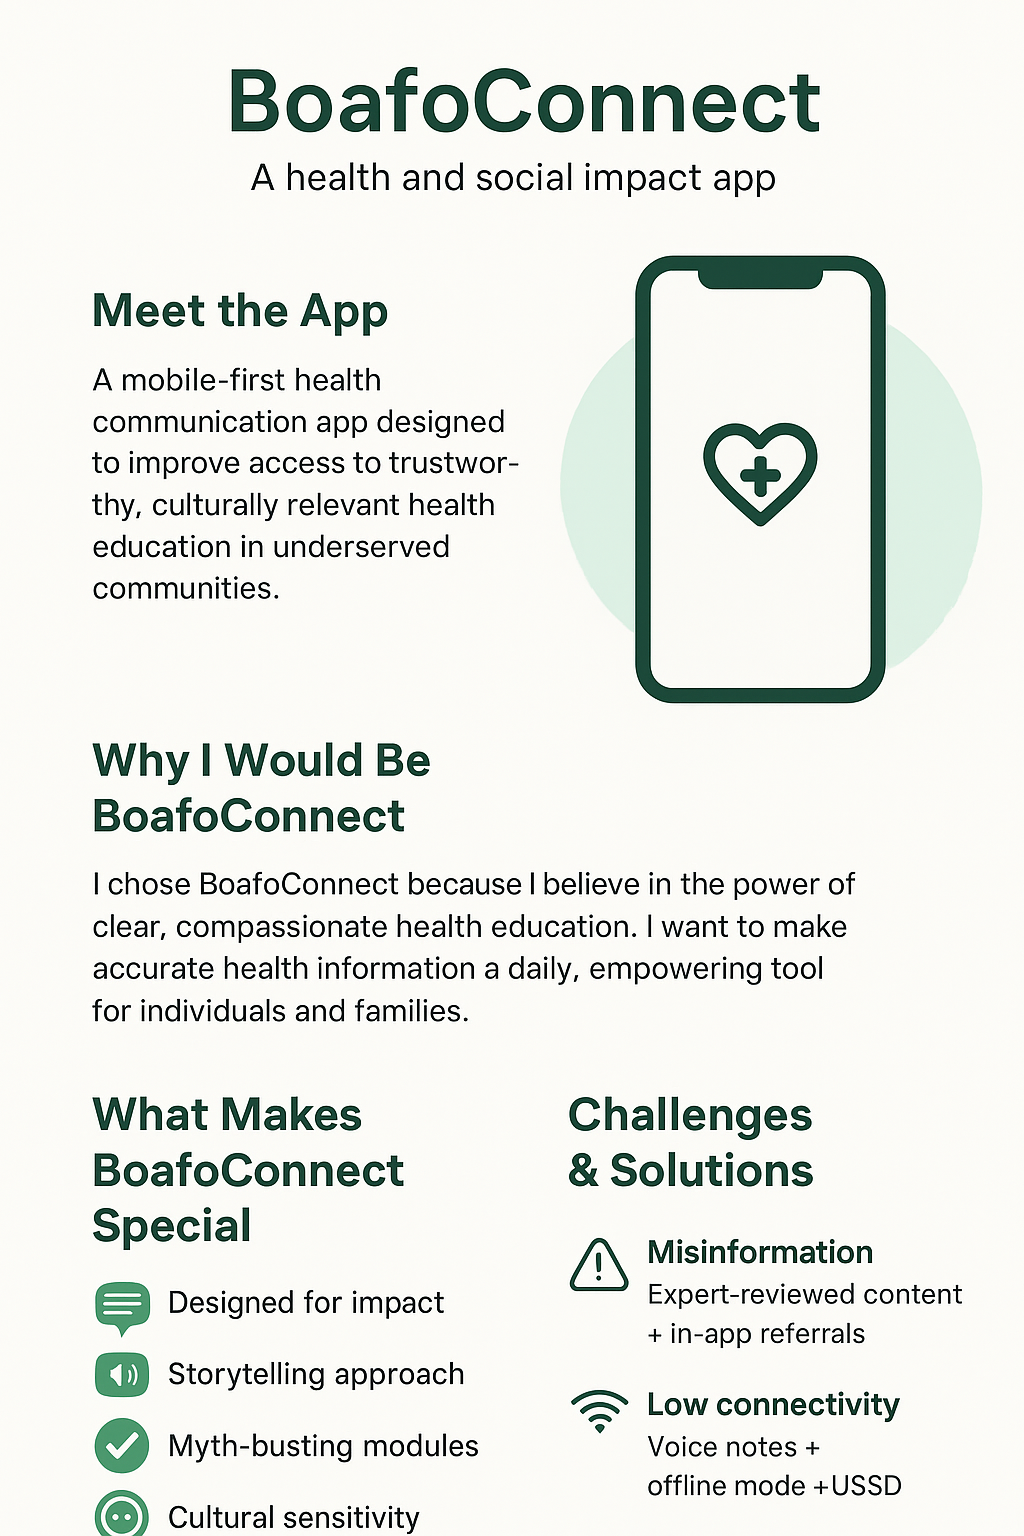 BoafoConnect
A health and social impact app
Meet the App
A mobile-first health
communication app designed
to improve access to trustwor-
thy, culturally relevant health
education in underserved
communities.
Why I Would Be
BoafoConnect
I chose BoafoConnect because I believe in the power of
clear, compassionate health education. I want to make
accurate health information a daily, empowering tool
for individuals and families.
What Makes
BoafoConnect
Special
Designed for impact
Storytelling approach
Myth-busting modules
Cultural sensitivity
Challenges
& Solutions
Misinformation
Expert-reviewed content
+ in-app referrals
Low connectivity
Voice notes +
offline mode +USSD